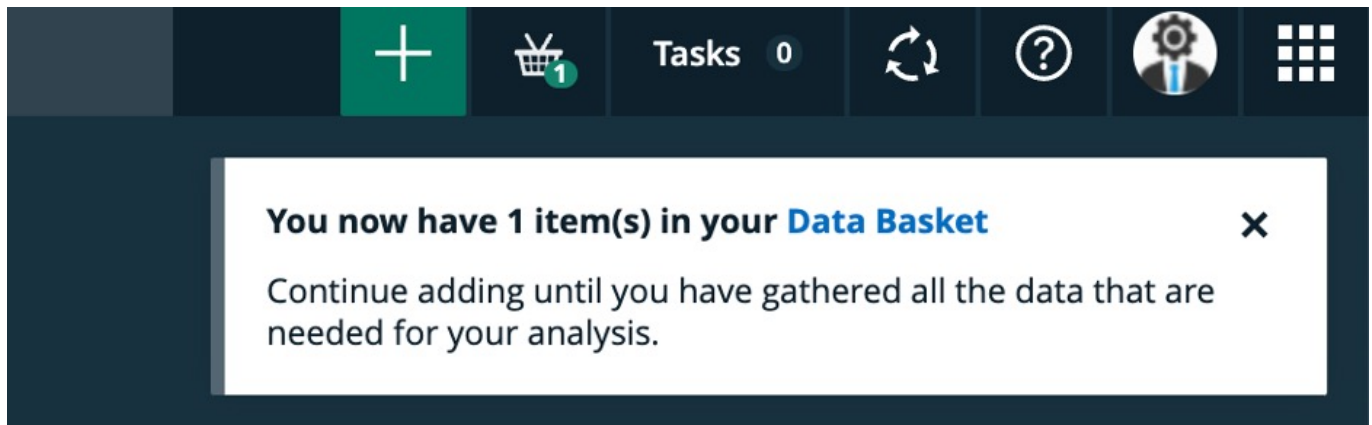 1
Tasks 0
?
You now have 1 item(s) in your Data Basket
Continue adding until you have gathered all the data that are
needed for your analysis.